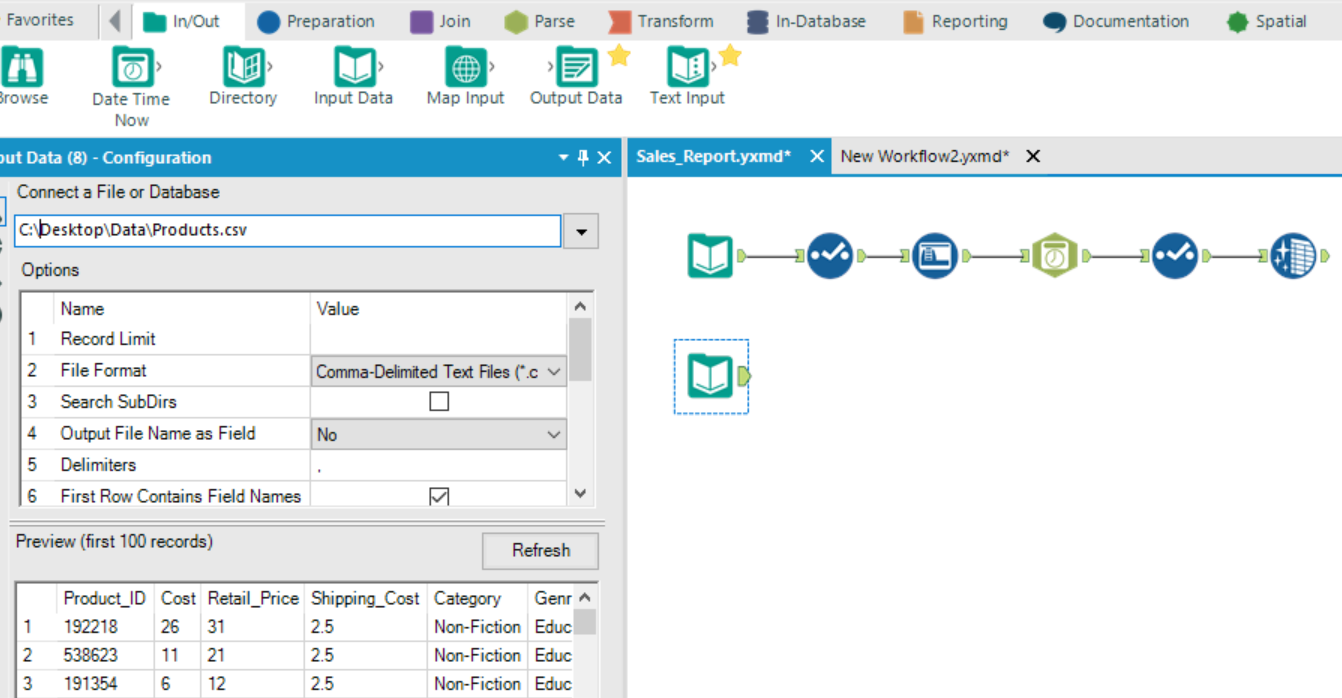 Favorites In/Out Preparation Join Parse Transform In-Database Reporting Documentation Spatial
Browse Date Time Now Directory Input Data Map Input Output Data Text Input
put Data (8) - Configuration
Sales_Report.yxmd* New Workflow2.yxmd*
Connect a File or Database
C:\Desktop\Data\Products.csv
Options
Name Value
1 Record Limit
2 File Format Comma-Delimited Text Files (*.c
3 Search SubDirs
4 Output File Name as Field No
5 Delimiters ,
6 First Row Contains Field Names
Preview (first 100 records) Refresh
Product_ID Cost Retail_Price Shipping_Cost Category Genr
1 192218 26 31 2.5 Non-Fiction Educ
2 538623 11 21 2.5 Non-Fiction Educ
3 191354 6 12 2.5 Non-Fiction Educ